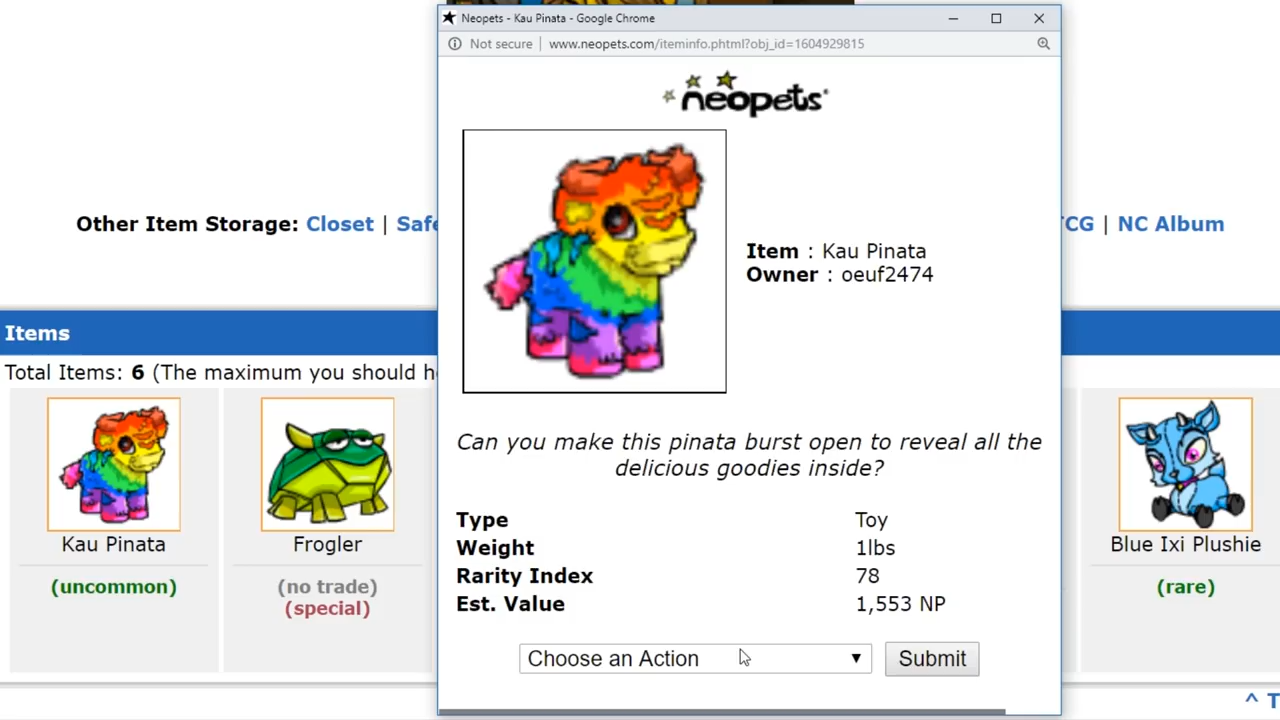 Neopets - Kau Pinata - Google Chrome
Not secure | www.neopets.com/iteminfo.phtml?obj_id=1604929815
neopets
Item : Kau Pinata
Owner : oeuf2474
Other Item Storage: Closet |
| NC Album
Items
Total Items: 6 (The maximum you should
Can you make this pinata burst open to reveal all the
delicious goodies inside?
Type Toy
Weight 1lbs
Rarity Index 78
Est. Value 1,553 NP
Choose an Action ▼ Submit
Kau Pinata
(uncommon)
Frogler
(no trade)
(special)
Blue Ixi Plushie
(rare)
^